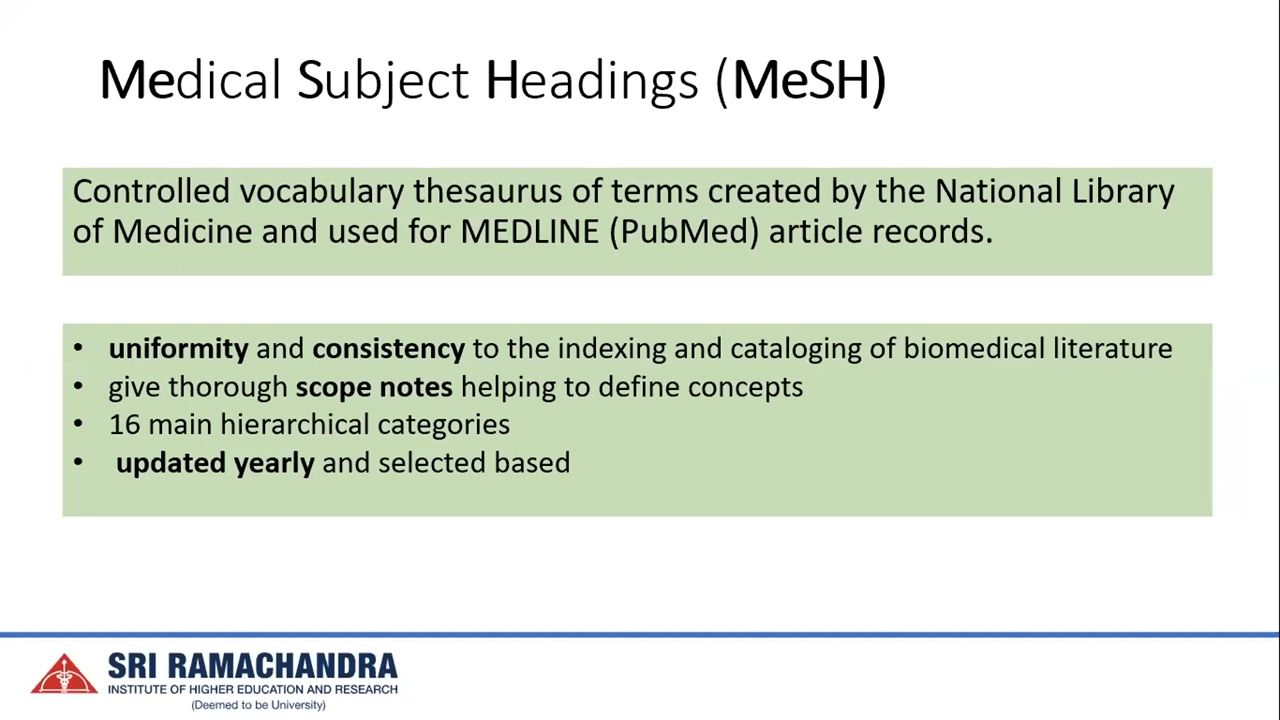 Medical Subject Headings (MeSH)
Controlled vocabulary thesaurus of terms created by the National Library
of Medicine and used for MEDLINE (PubMed) article records.
• uniformity and consistency to the indexing and cataloging of biomedical literature
• give thorough scope notes helping to define concepts
• 16 main hierarchical categories
• updated yearly and selected based
SRI RAMACHANDRA
INSTITUTE OF HIGHER EDUCATION AND RESEARCH
(Deemed to be University)